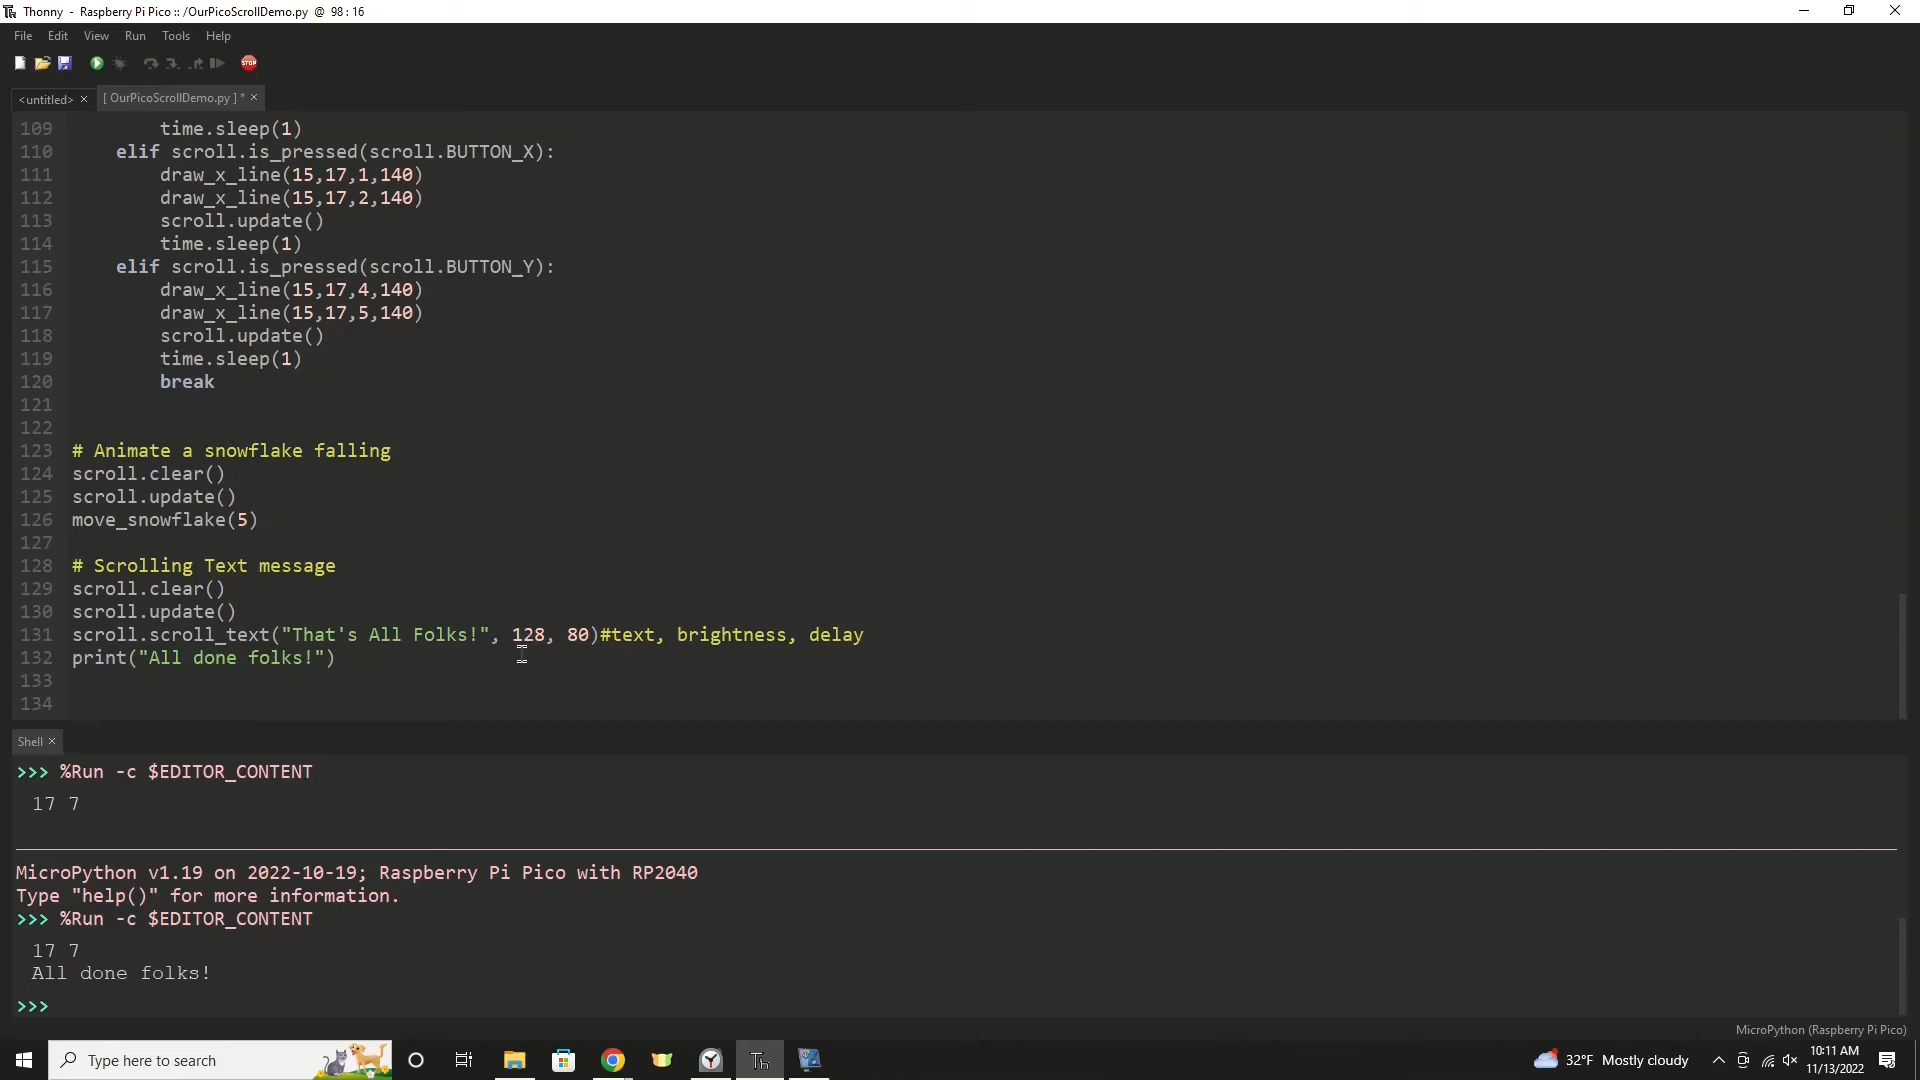 Thonny - Raspberry Pi Pico :: /OurPicoScrollDemo.py @ 98 : 16
File Edit View Run Tools Help
STOP
<untitled> × [ OurPicoScrollDemo.py ] * ×
109 time.sleep(1)
110 elif scroll.is_pressed(scroll.BUTTON_X):
111 draw_x_line(15,17,1,140)
112 draw_x_line(15,17,2,140)
113 scroll.update()
114 time.sleep(1)
115 elif scroll.is_pressed(scroll.BUTTON_Y):
116 draw_x_line(15,17,4,140)
117 draw_x_line(15,17,5,140)
118 scroll.update()
119 time.sleep(1)
120 break
121
122
123 # Animate a snowflake falling
124 scroll.clear()
125 scroll.update()
126 move_snowflake(5)
127
128 # Scrolling Text message
129 scroll.clear()
130 scroll.update()
131 scroll.scroll_text("That's All Folks!", 128, 80)#text, brightness, delay
132 print("All done folks!")
133
134
Shell ×
>>> %Run -c $EDITOR_CONTENT
17 7
MicroPython v1.19 on 2022-10-19; Raspberry Pi Pico with RP2040
Type "help()" for more information.
>>> %Run -c $EDITOR_CONTENT
17 7
All done folks!
>>>
MicroPython (Raspberry Pi Pico)
Type here to search
Th
32°F Mostly cloudy
10:11 AM
11/13/2022